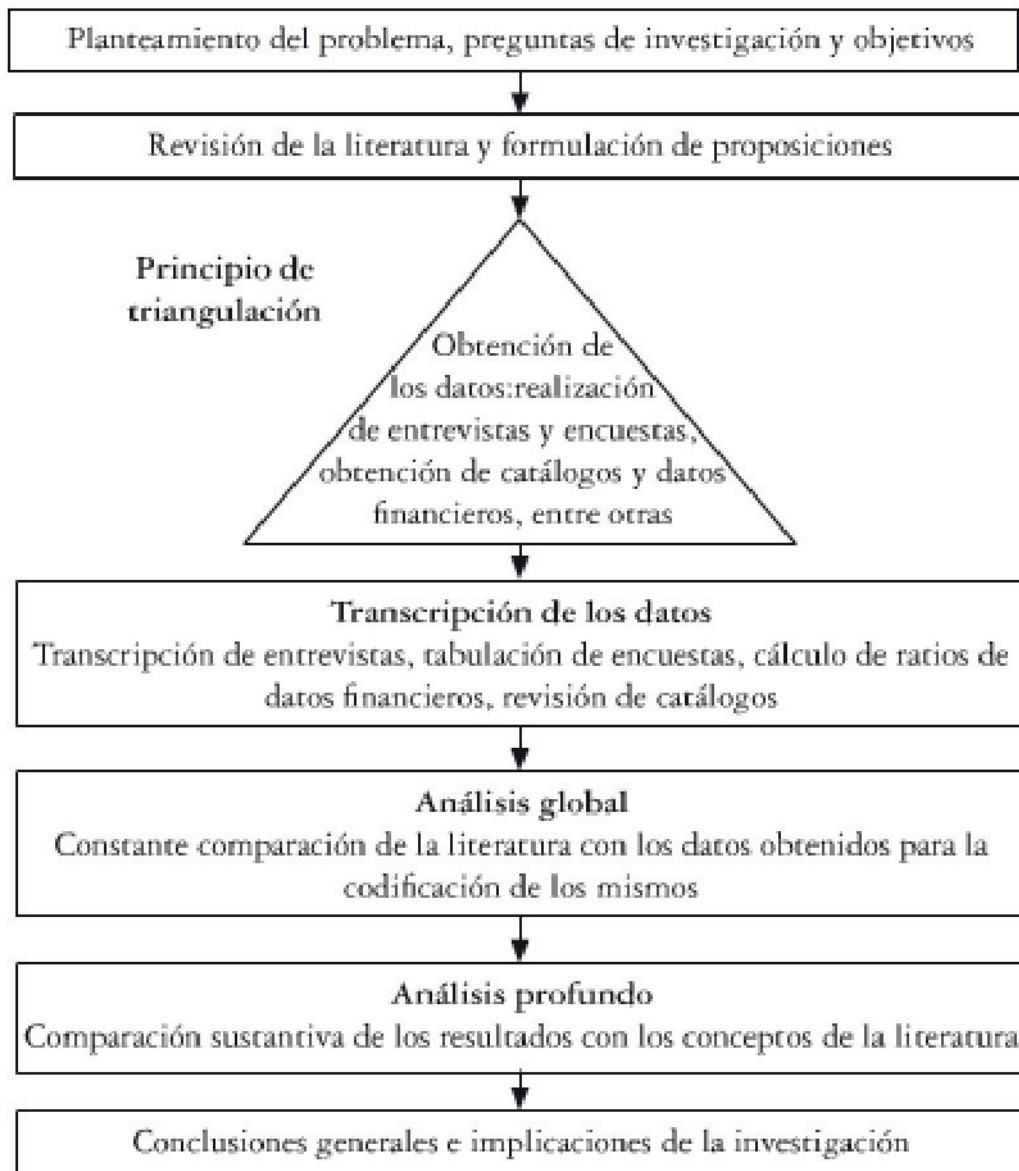 Planteamiento del problema, preguntas de investigación y objetivos
Revisión de la literatura y formulación de proposiciones
Principio de
triangulación
Obtención de
los datos:realización
de entrevistas y encuestas,
obtención de catálogos y datos
financieros, entre otras
Transcripción de los datos
Transcripción de entrevistas, tabulación de encuestas, cálculo de ratios de
datos financieros, revisión de catálogos
Análisis global
Constante comparación de la literatura con los datos obtenidos para la
codificación de los mismos
Análisis profundo
Comparación sustantiva de los resultados con los conceptos de la literatura
Conclusiones generales e implicaciones de la investigación